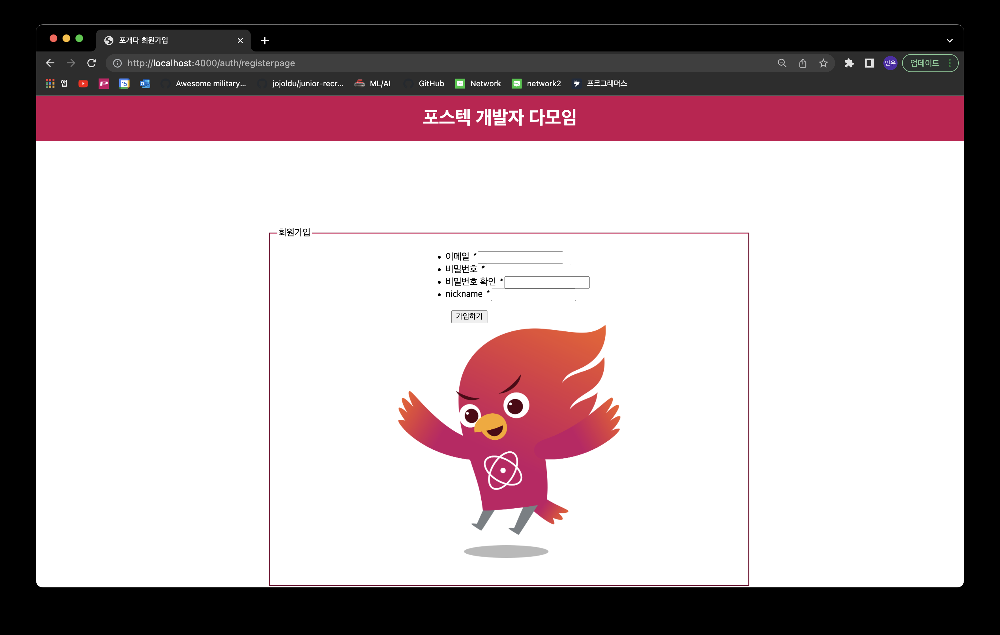 포개다 회원가입
http://localhost:4000/auth/registerpage
민우
업데이트
앱
15
Awesome military...
jojoldu/junior-recr...
ML/AI
GitHub
Network
network2
프로그래머스
포스텍 개발자 다모임
회원가입
이메일 *
비밀번호 *
비밀번호 확인 *
nickname *
가입하기